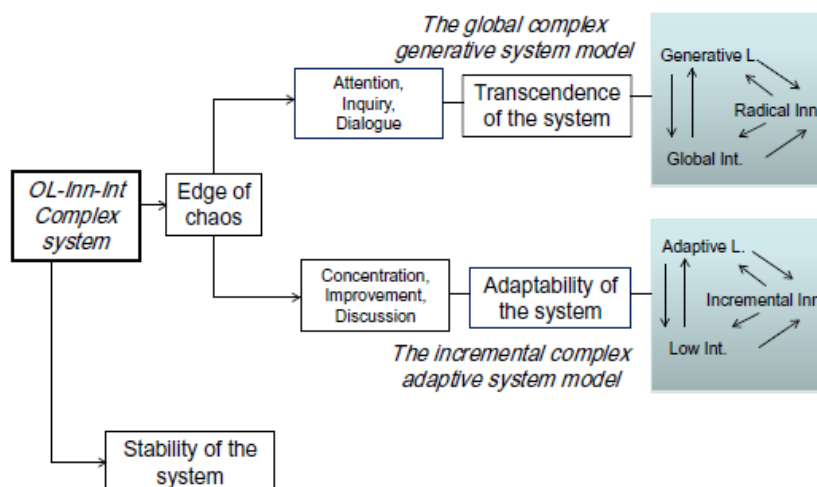 The global complex
generative system model
Attention,
Inquiry,
Dialogue
Transcendence
of the system
Generative L.
Radical Inn.
Global Int.
OL-Inn-Int
Complex
system
Edge of
chaos
Concentration,
Improvement,
Discussion
Adaptability of
the system
Adaptive L.
Incremental Inn.
Low Int.
The incremental complex
adaptive system model
Stability of the
system